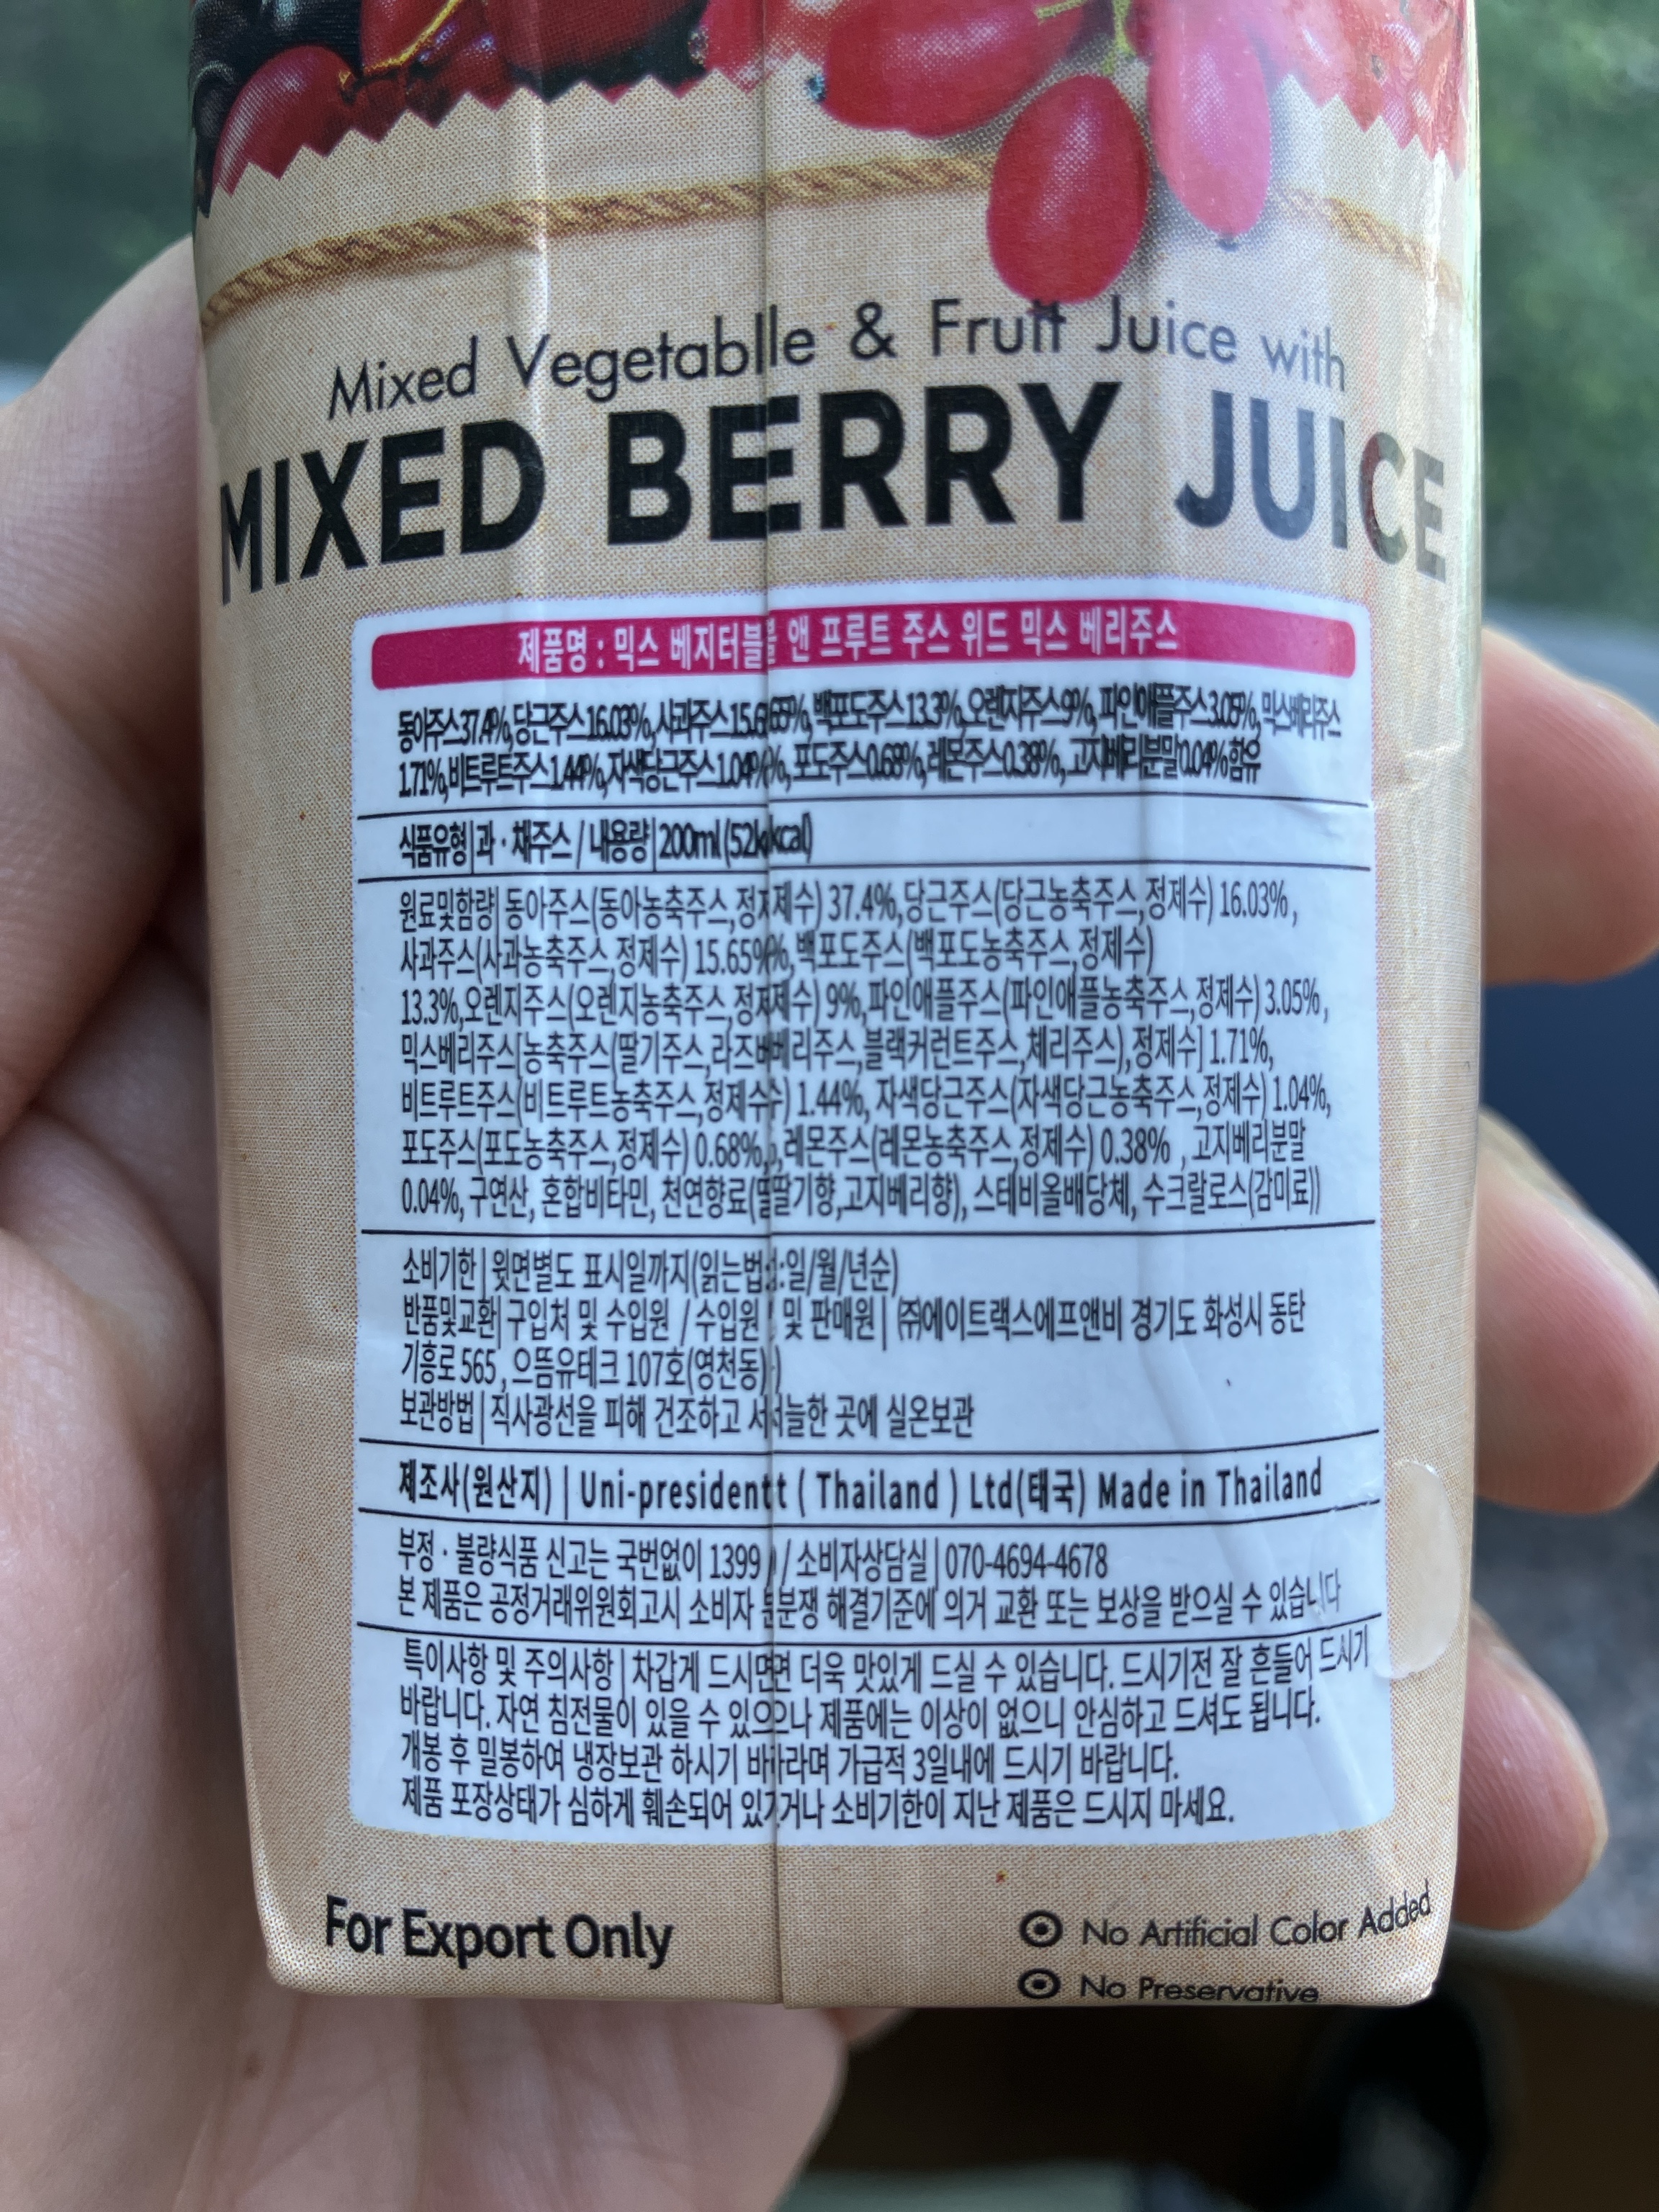 Mixed Vegetablle & Fruit Juice with
MIXED BERRY JUICE
제품명 : 믹스 베지터블 앤 프루트 주스 위드 믹스 베리주스
동아주스37.4%,당근주스16.03%,사과주스15.65%,백포도주스13.3%,오렌지주스9%,파인애플주스3.05%,믹스베리주스
1.71%,비트루트주스1.44%,자색당근주스1.04%,포도주스0.68%,레몬주스0.38%,고지베리분말0.04%함유
식품유형|과·채주스 / 내용량|200ml(52kcal)
원료및함량|동아주스(동아농축주스,정제수) 37.4%,당근주스(당근농축주스,정제수) 16.03%,
사과주스(사과농축주스,정제수) 15.65%,백포도주스(백포도농축주스,정제수)
13.3%,오렌지주스(오렌지농축주스,정제수) 9%,파인애플주스(파인애플농축주스,정제수) 3.05%,
믹스베리주스[농축주스(딸기주스,라즈베리주스,블랙커런트주스,체리주스),정제수] 1.71%,
비트루트주스(비트루트농축주스,정제수) 1.44%, 자색당근주스(자색당근농축주스,정제수) 1.04%,
포도주스(포도농축주스,정제수) 0.68%,레몬주스(레몬농축주스,정제수) 0.38% , 고지베리분말
0.04%, 구연산, 혼합비타민, 천연향료(딸기향,고지베리향), 스테비올배당체, 수크랄로스(감미료))
소비기한|윗면별도 표시일까지(읽는법:일/월/년순)
반품및교환|구입처 및 수입원 /수입원 및 판매원| ㈜에이트랙스에프앤비 경기도 화성시 동탄
기흥로 565 , 으뜸유테크 107호(영천동)
보관방법|직사광선을 피해 건조하고 서늘한 곳에 실온보관
제조사(원산지) | Uni-president ( Thailand ) Ltd(태국) Made in Thailand
부정·불량식품 신고는 국번없이 1399 / 소비자상담실|070-4694-4678
본 제품은 공정거래위원회고시 소비자 분쟁 해결기준에 의거 교환 또는 보상을 받으실 수 있습니다
특이사항 및 주의사항|차갑게 드시면 더욱 맛있게 드실 수 있습니다. 드시기전 잘 흔들어 드시기
바랍니다. 자연 침전물이 있을 수 있으나 제품에는 이상이 없으니 안심하고 드셔도 됩니다.
개봉 후 밀봉하여 냉장보관 하시기 바라며 가급적 3일내에 드시기 바랍니다.
제품 포장상태가 심하게 훼손되어 있거나 소비기한이 지난 제품은 드시지 마세요.
For Export Only
No Artificial Color Added
No Preservative